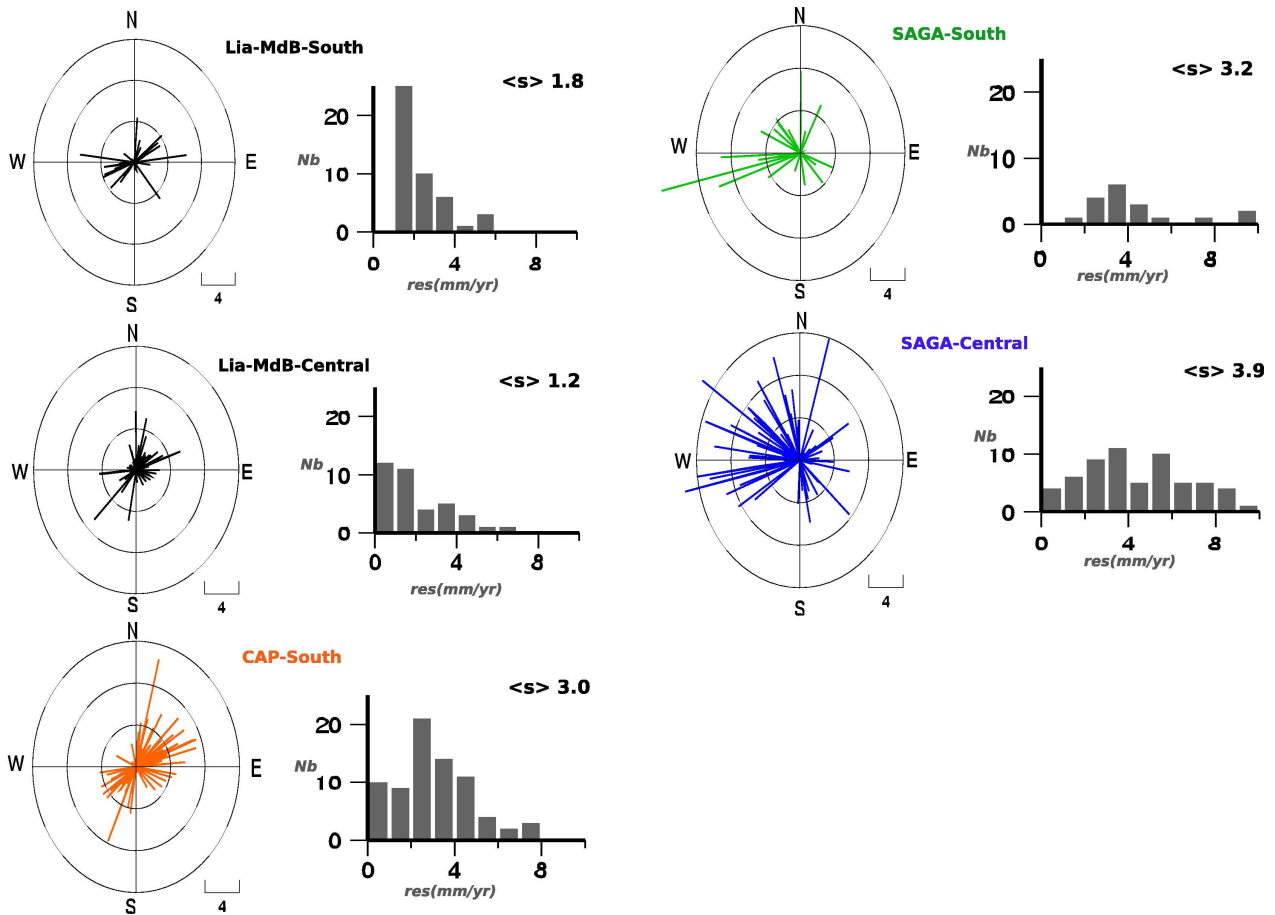 N
Lia-MdB-South
<s> 1.8
W
E
S
4
20
10
0
Nb
0 4 8
res(mm/yr)
N
SAGA-South
<s> 3.2
W
E
S
4
20
10
0
Nb
0 4 8
res(mm/yr)
N
Lia-MdB-Central
<s> 1.2
W
E
S
4
20
10
0
Nb
0 4 8
res(mm/yr)
N
SAGA-Central
<s> 3.9
W
E
S
4
20
10
0
Nb
0 4 8
res(mm/yr)
N
CAP-South
<s> 3.0
W
E
S
4
20
10
0
Nb
0 4 8
res(mm/yr)